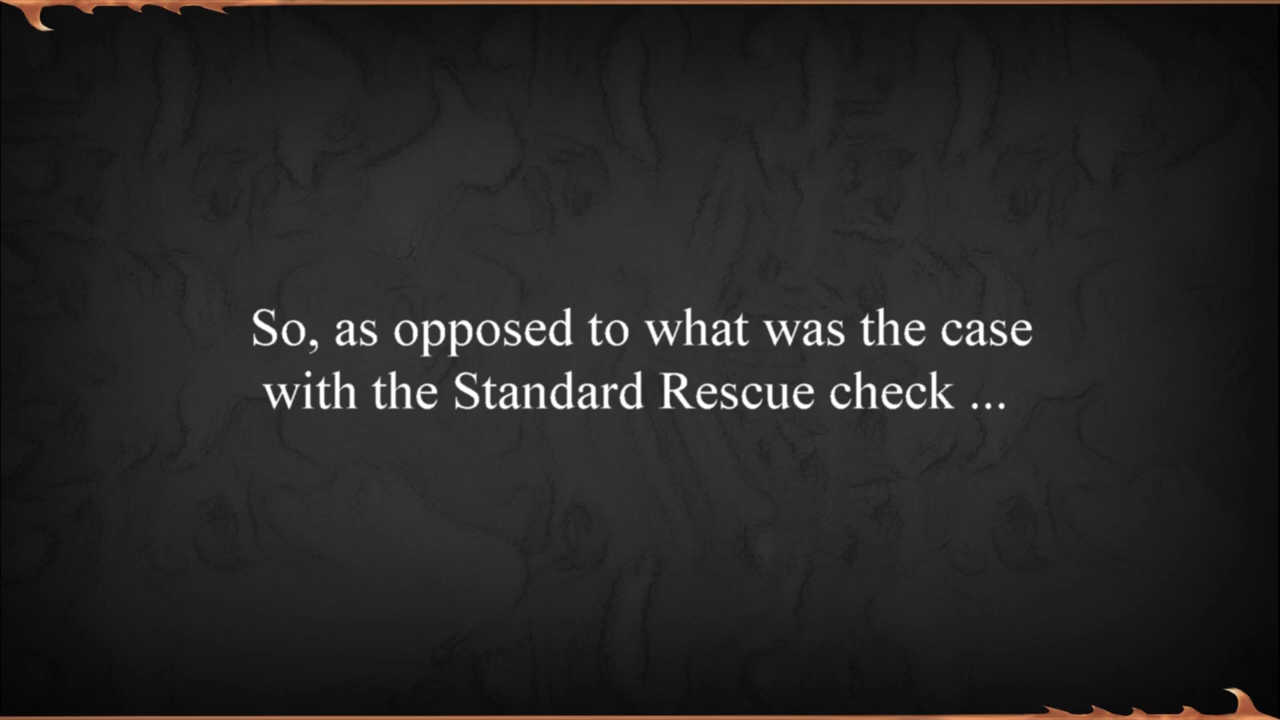 So, as opposed to what was the case
with the Standard Rescue check ...